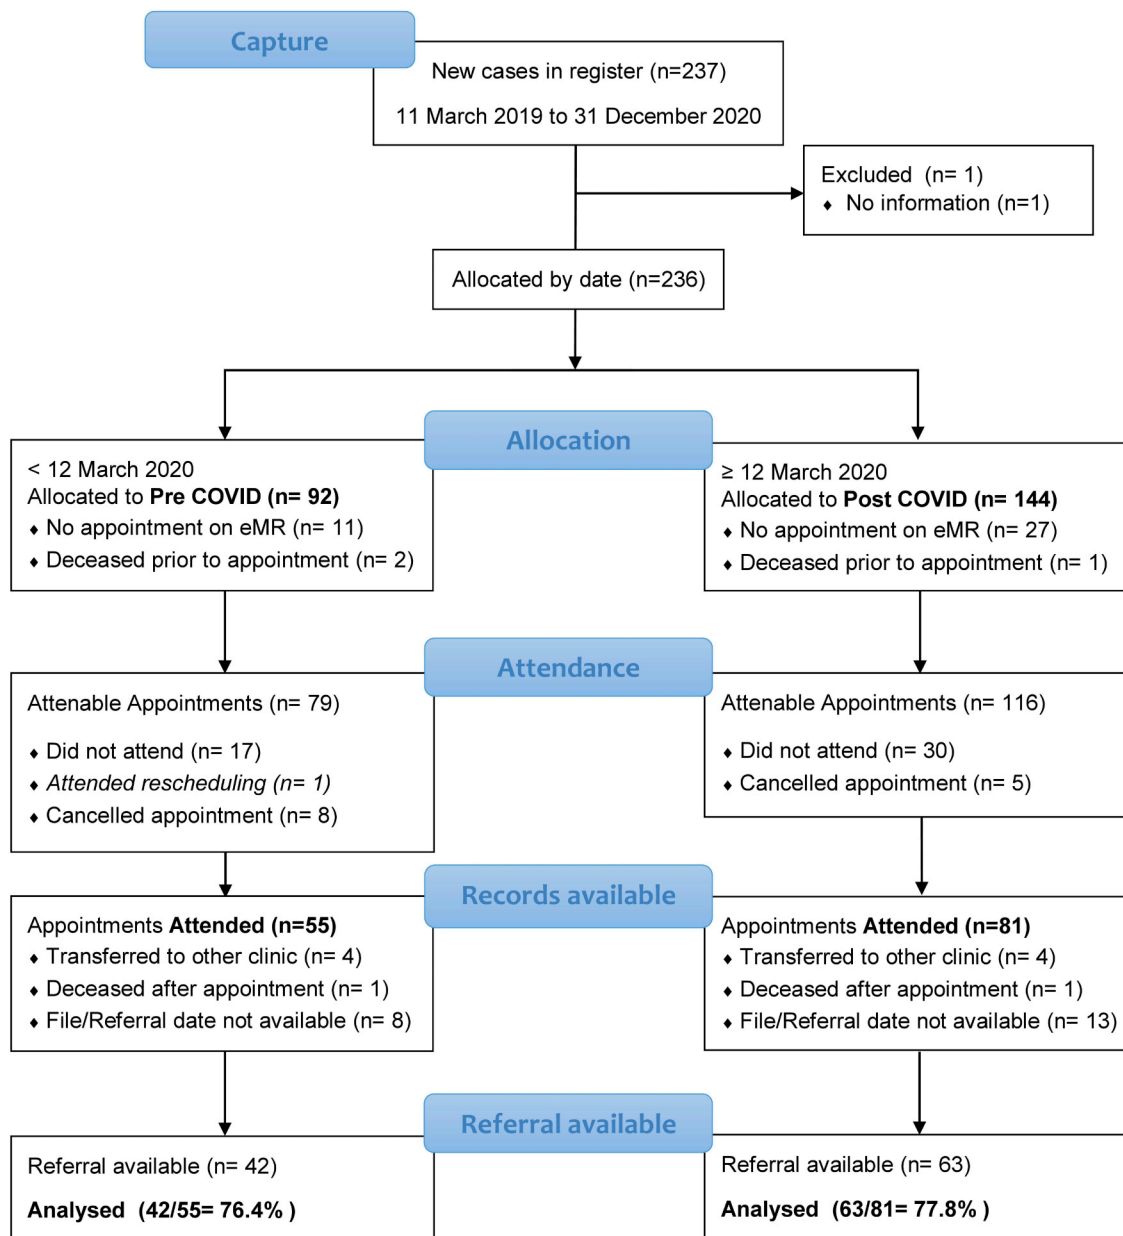 Capture
New cases in register (n=237)
11 March 2019 to 31 December 2020
Excluded (n= 1)
♦ No information (n=1)
Allocated by date (n=236)
Allocation
< 12 March 2020
Allocated to Pre COVID (n= 92)
♦ No appointment on eMR (n= 11)
♦ Deceased prior to appointment (n= 2)
≥ 12 March 2020
Allocated to Post COVID (n= 144)
♦ No appointment on eMR (n= 27)
♦ Deceased prior to appointment (n= 1)
Attendance
Attenable Appointments (n= 79)
♦ Did not attend (n= 17)
♦ Attended rescheduling (n= 1)
♦ Cancelled appointment (n= 8)
Attenable Appointments (n= 116)
♦ Did not attend (n= 30)
♦ Cancelled appointment (n= 5)
Records available
Appointments Attended (n=55)
♦ Transferred to other clinic (n= 4)
♦ Deceased after appointment (n= 1)
♦ File/Referral date not available (n= 8)
Appointments Attended (n=81)
♦ Transferred to other clinic (n= 4)
♦ Deceased after appointment (n= 1)
♦ File/Referral date not available (n= 13)
Referral available
Referral available (n= 42)
Analysed (42/55= 76.4% )
Referral available (n= 63)
Analysed (63/81= 77.8% )